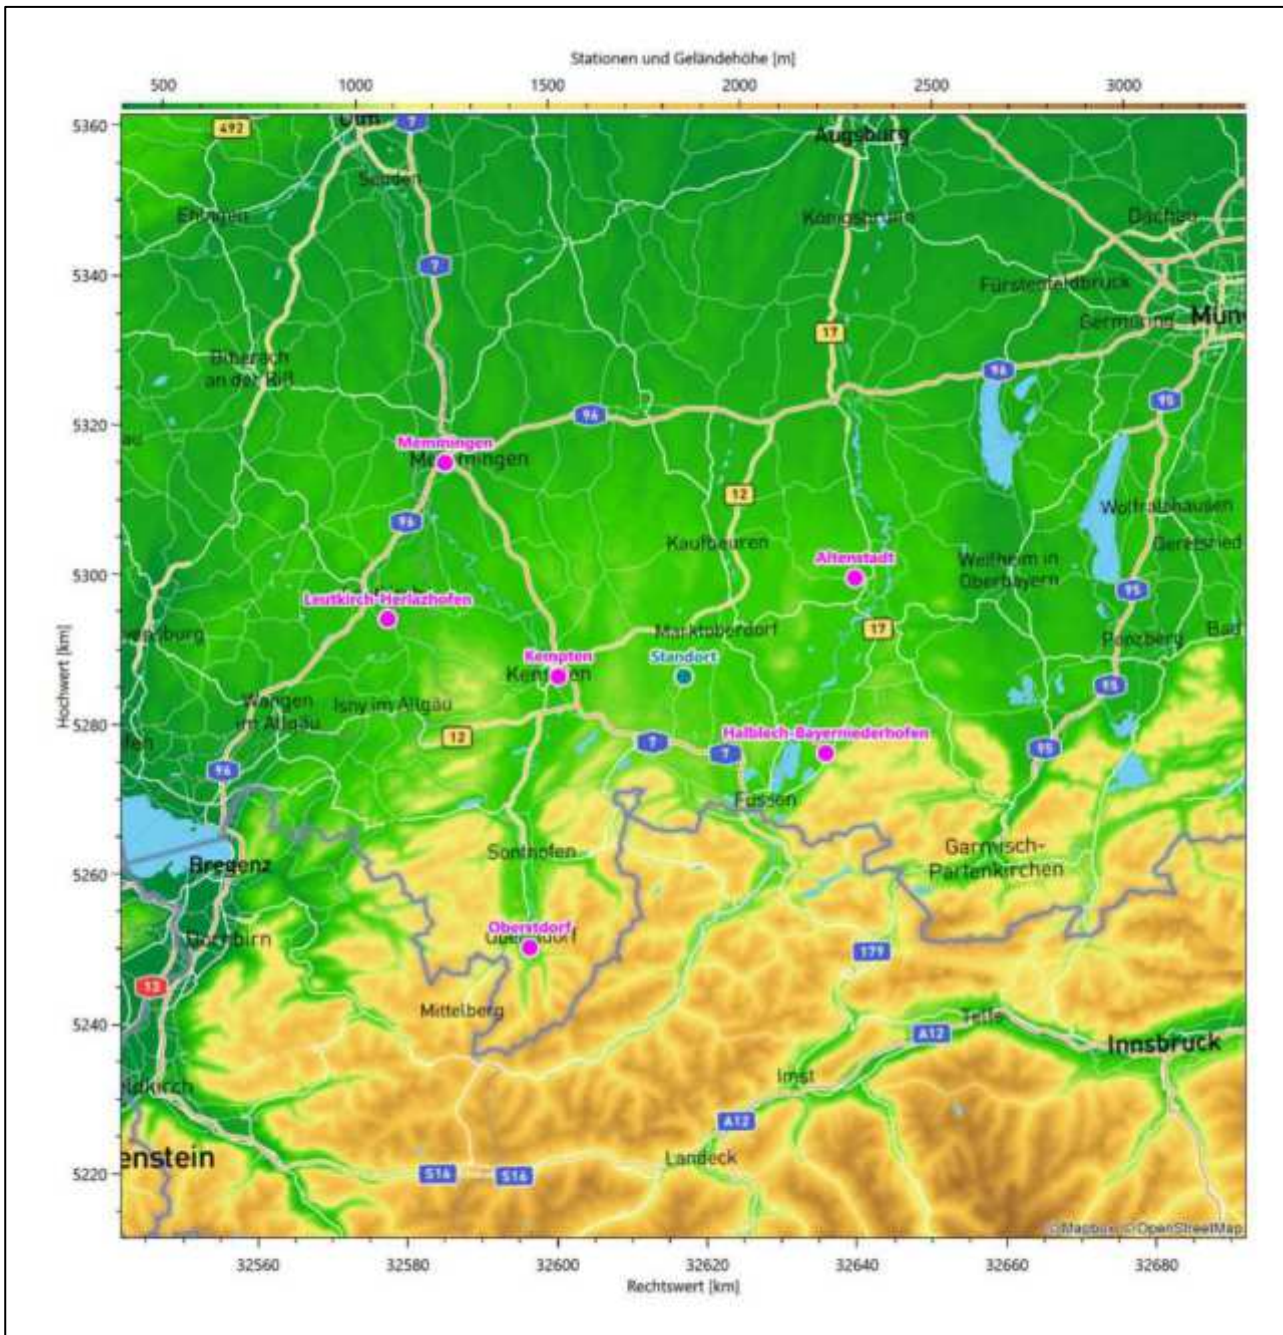 Stationen und Geländehöhe [m]
500 1000 1500 2000 2500 3000
5360
5340
5320
5300
5280
5260
5240
5220
Hochwert [km]
492
7
Augsburg
Senden
Ehingen
Königsbrunn
Dachau
7
Fürstenfeldbruck
Germering
17
Biberach
an der Riß
96
96
95
Memmingen
Memmingen
12
96
Wolfratshausen
Kaufbeuren
Geretsried
Altenstadt
Weilheim in
Oberbayern
95
Leutkirch-Herlazhofen
Marktoberdorf
17
Penzberg
Bad
Kempten
Kempten
Standort
95
Wangen
im Allgäu
Isny im Allgäu
12
7
7
Halblech-Bayerniederhofen
95
96
Füssen
Sonthofen
Garmisch-
Partenkirchen
Bregenz
Oberstdorf
Oberstdorf
Dornbirn
179
13
Mittelberg
Telfs
A12
Innsbruck
Imst
A12
enstein
Landeck
S16
S16
© Mapbox, © OpenStreetMap
32560 32580 32600 32620 32640 32660 32680
Rechtswert [km]